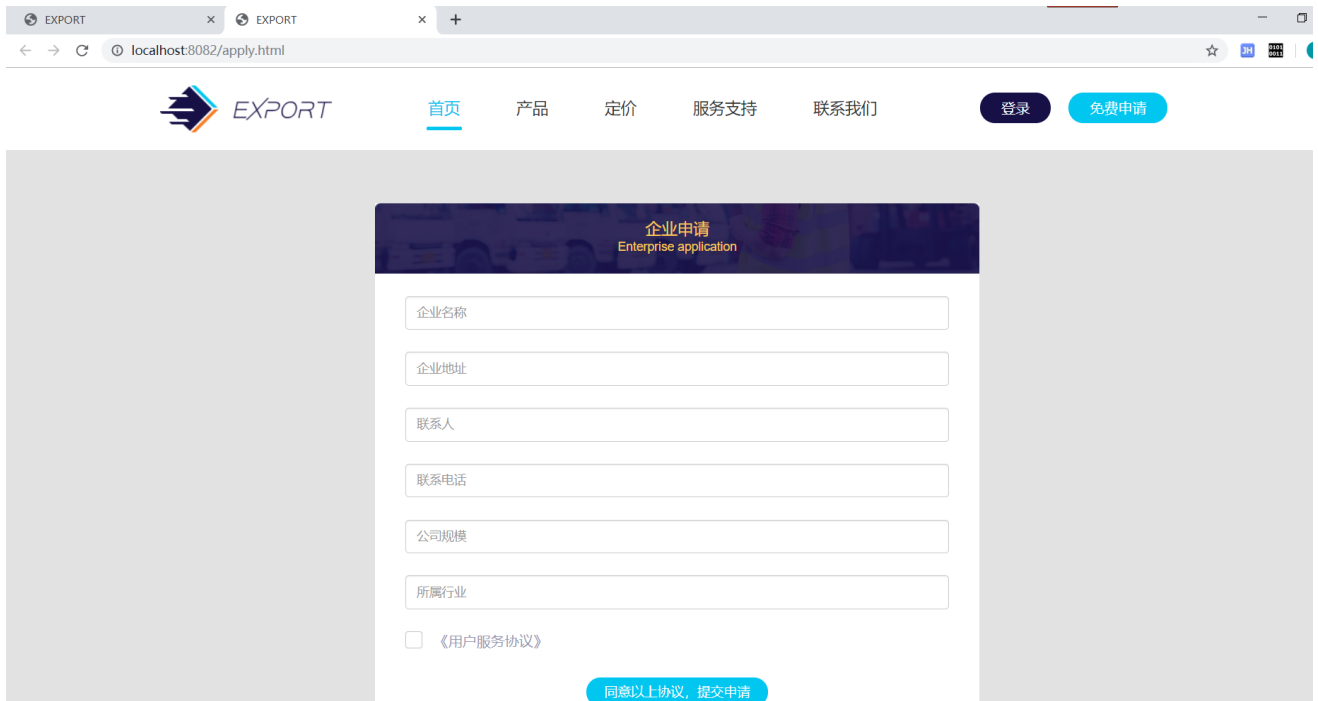 EXPORT
EXPORT
localhost:8082/apply.html
JH
0101
0011
EXPORT
首页
产品
定价
服务支持
联系我们
登录
免费申请
企业申请
Enterprise application
企业名称
企业地址
联系人
联系电话
公司规模
所属行业
《用户服务协议》
同意以上协议，提交申请